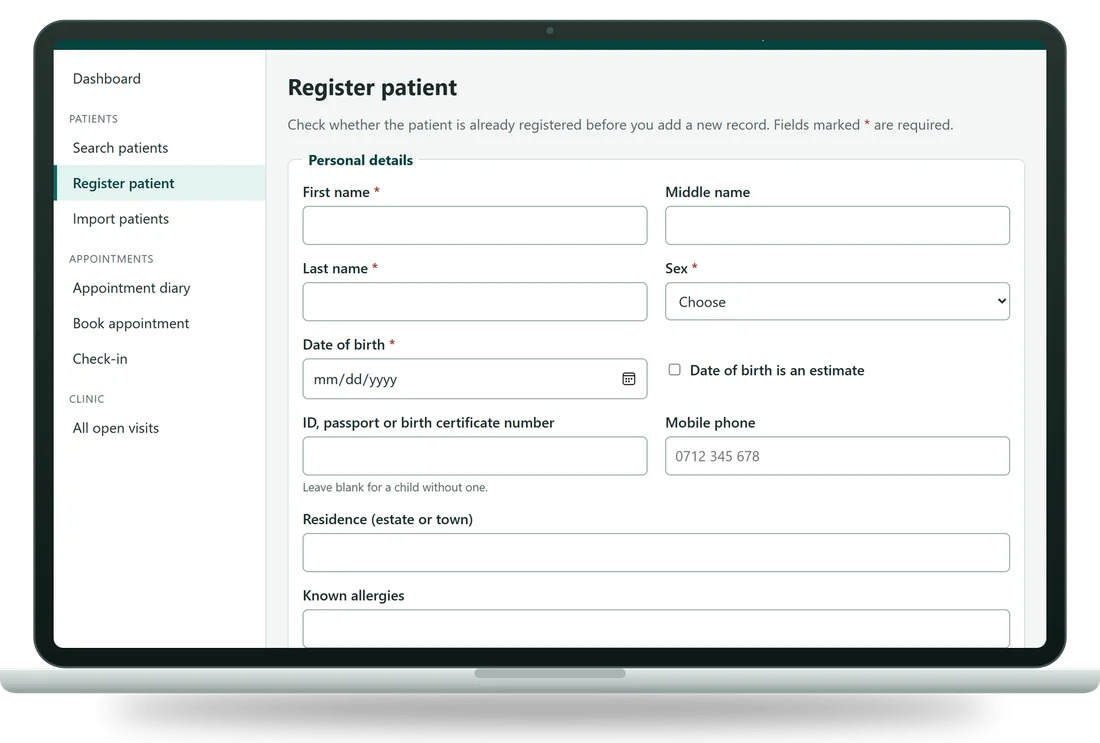 Dashboard
PATIENTS
Search patients
Register patient
Import patients
APPOINTMENTS
Appointment diary
Book appointment
Check-in
CLINIC
All open visits
Register patient
Check whether the patient is already registered before you add a new record. Fields marked * are required.
Personal details
First name *
Middle name
Last name *
Sex *
Choose
Date of birth *
mm/dd/yyyy
Date of birth is an estimate
ID, passport or birth certificate number
Mobile phone
0712 345 678
Leave blank for a child without one.
Residence (estate or town)
Known allergies